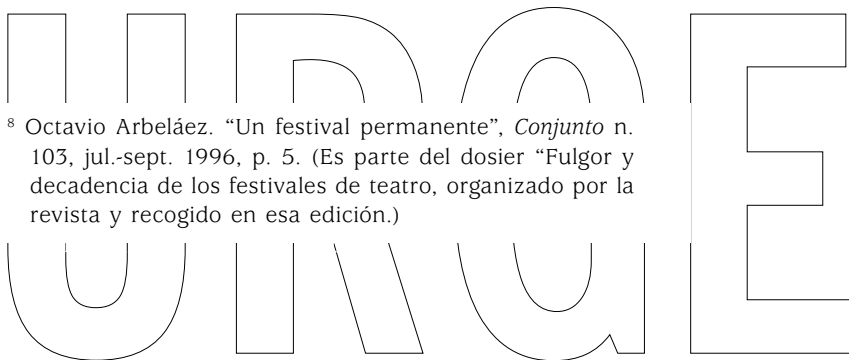 URGE
⁸ Octavio Arbeláez. “Un festival permanente”, Conjunto n.
103, jul.-sept. 1996, p. 5. (Es parte del dosier “Fulgor y
decadencia de los festivales de teatro, organizado por la
revista y recogido en esa edición.)